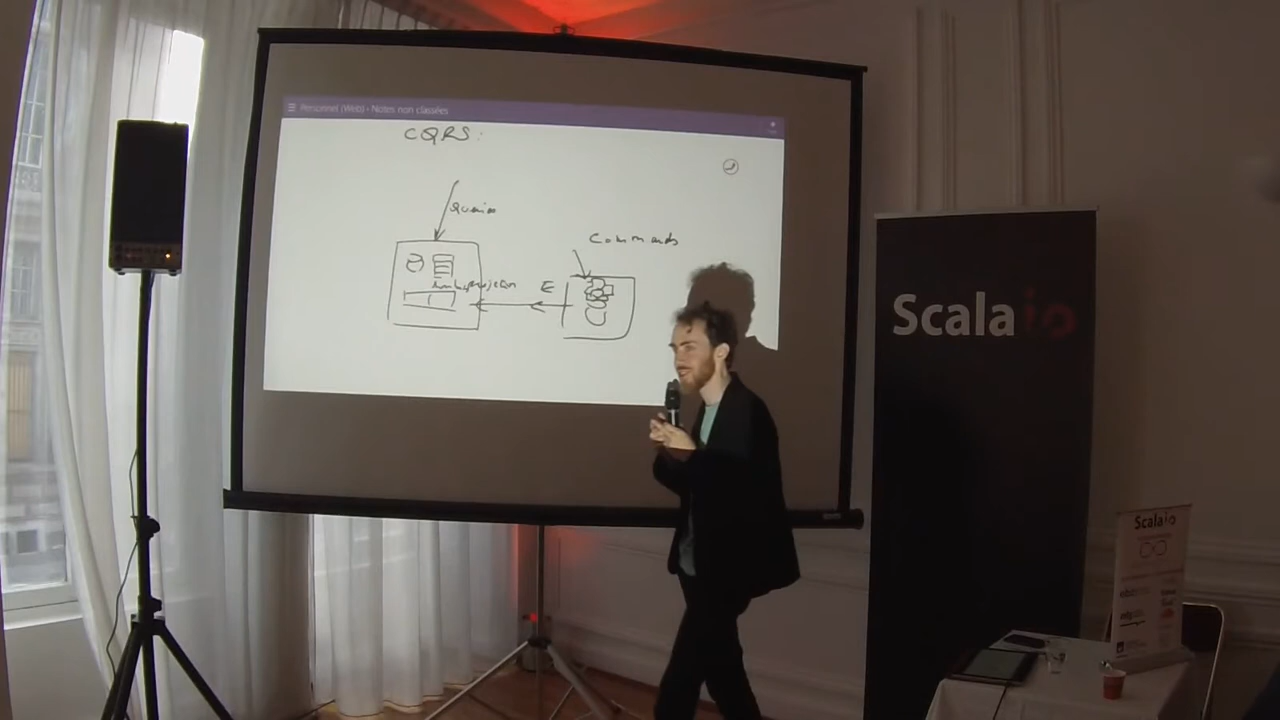 Personnel (Web) - Notes non classées
CQRS:
Queries
Commands
E
Scala io
Scala io